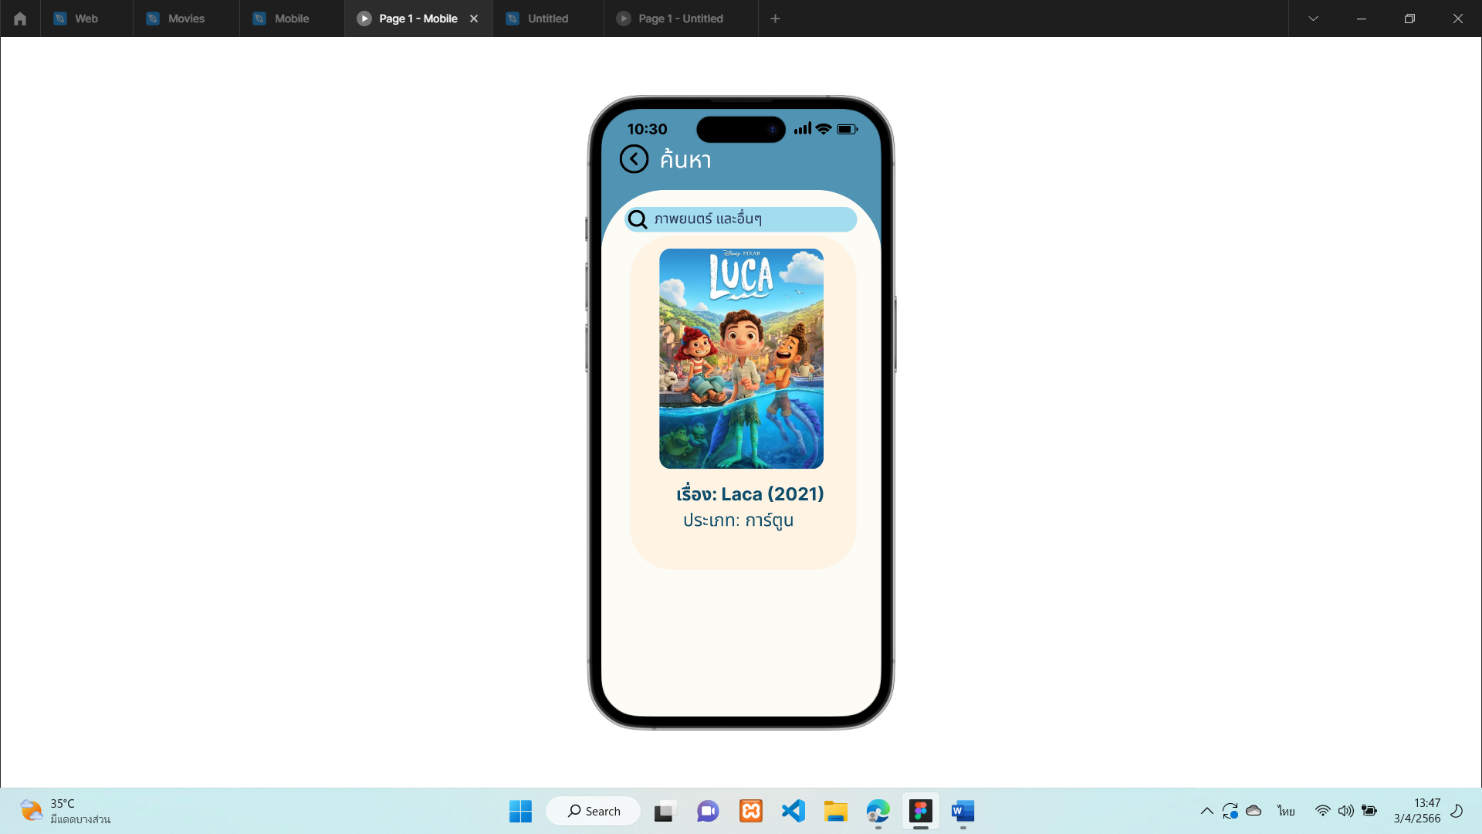 Web
Movies
Mobile
Page 1 - Mobile
Untitled
Page 1 - Untitled
10:30
ค้นหา
ภาพยนตร์ และอื่นๆ
Disney PIXAR
LUCA
เรื่อง: Laca (2021)
ประเภท: การ์ตูน
35°C
มีแดดบางส่วน
Search
ไทย
13:47
3/4/2566